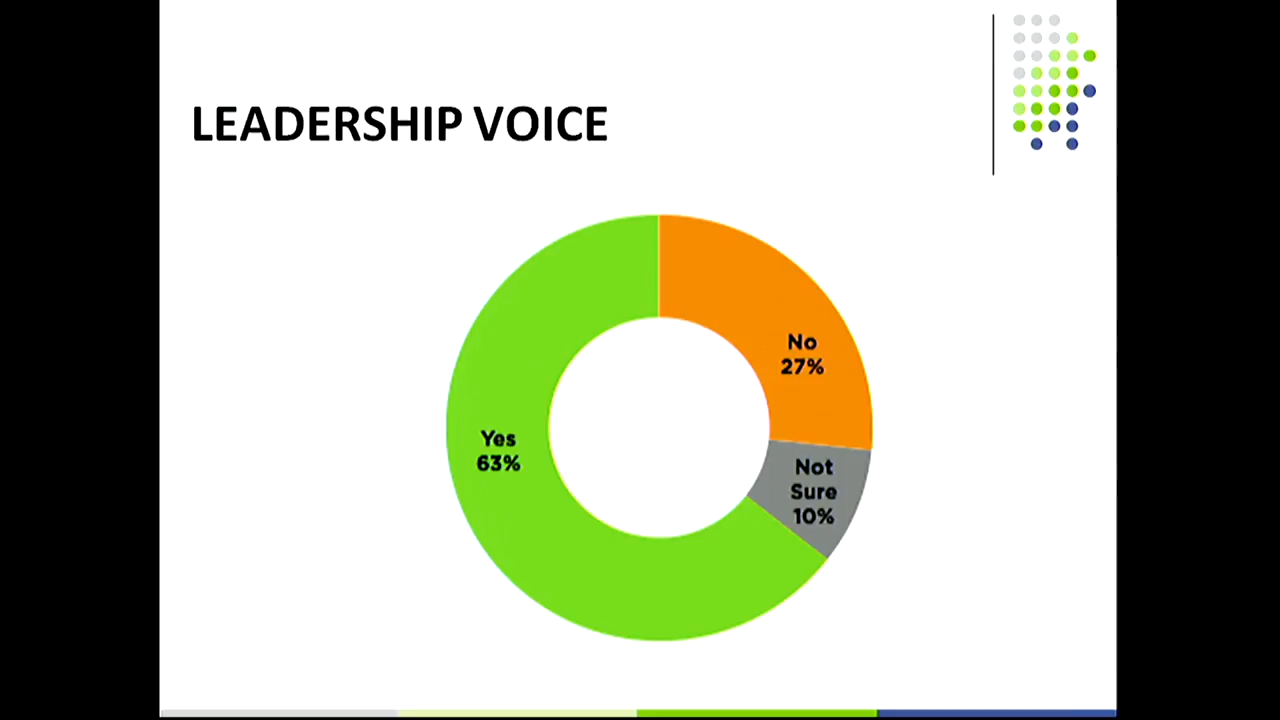 LEADERSHIP VOICE
No
27%
Yes
63%
Not
Sure
10%